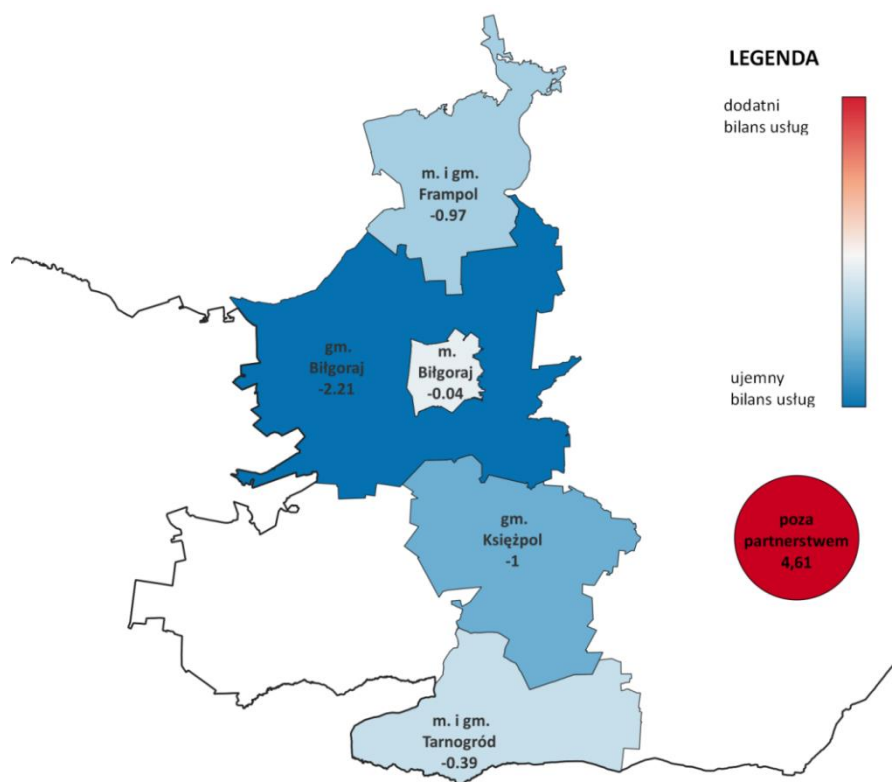 LEGENDA
dodatni
bilans usług
ujemny
bilans usług
m. i gm.
Frampol
-0.97
gm.
Biłgoraj
-2.21
m.
Biłgoraj
-0.04
gm.
Księżpol
-1
m. i gm.
Tarnogród
-0.39
poza
partnerstwem
4,61